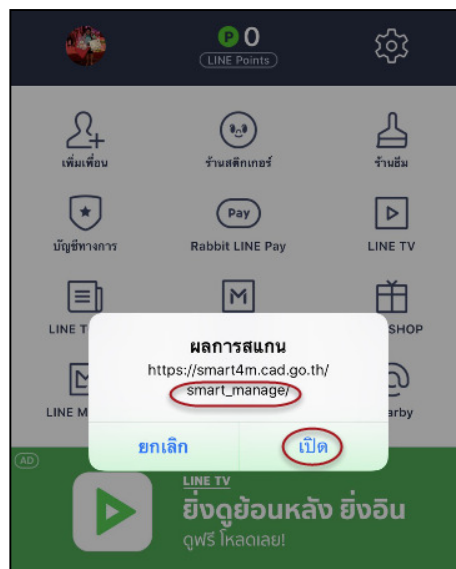 P 0
LINE Points
เพิ่มเพื่อน
ร้านสติกเกอร์
ร้านธีม
บัญชีทางการ
Pay
Rabbit LINE Pay
LINE TV
M
LINE T
SHOP
ผลการสแกน
https://smart4m.cad.go.th/
smart_manage/
LINE M
arby
ยกเลิก
เปิด
AD
LINE TV
ยิ่งดูย้อนหลัง ยิ่งอิน
ดูฟรี โหลดเลย!